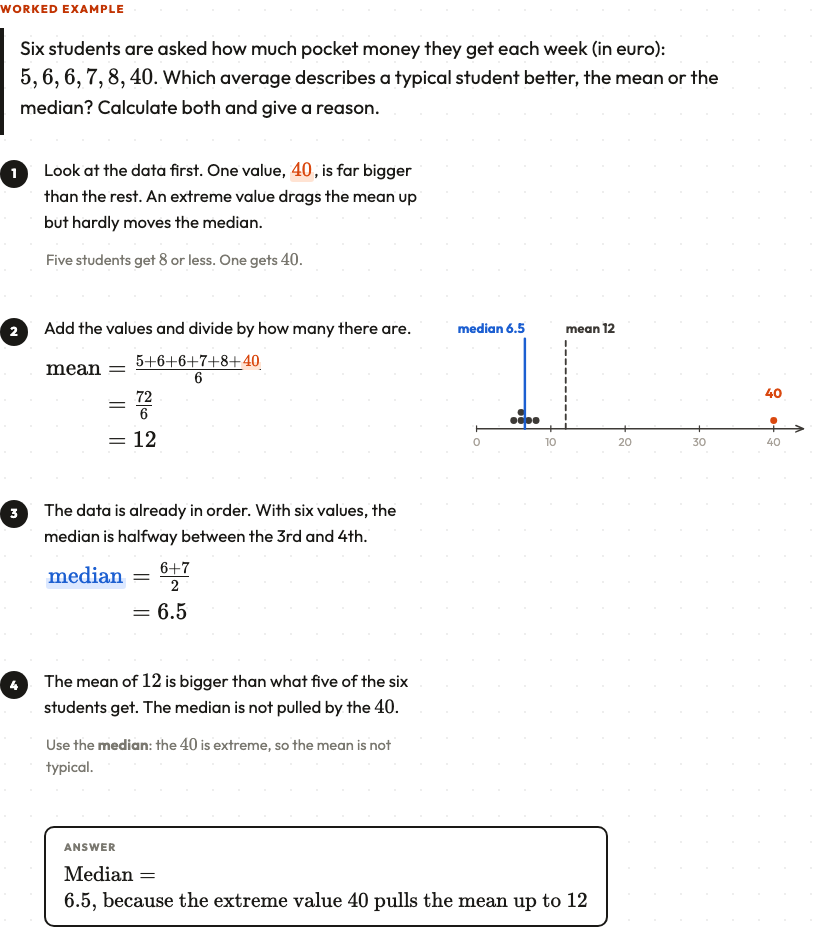 WORKED EXAMPLE
Six students are asked how much pocket money they get each week (in euro):
5, 6, 6, 7, 8, 40. Which average describes a typical student better, the mean or the
median? Calculate both and give a reason.
1 Look at the data first. One value, 40, is far bigger
than the rest. An extreme value drags the mean up
but hardly moves the median.
Five students get 8 or less. One gets 40.
2 Add the values and divide by how many there are.
mean = (5+6+6+7+8+40)/6
= 72/6
= 12
median 6.5 mean 12
40
0 10 20 30 40
3 The data is already in order. With six values, the
median is halfway between the 3rd and 4th.
median = (6+7)/2
= 6.5
4 The mean of 12 is bigger than what five of the six
students get. The median is not pulled by the 40.
Use the median: the 40 is extreme, so the mean is not
typical.
ANSWER
Median =
6.5, because the extreme value 40 pulls the mean up to 12